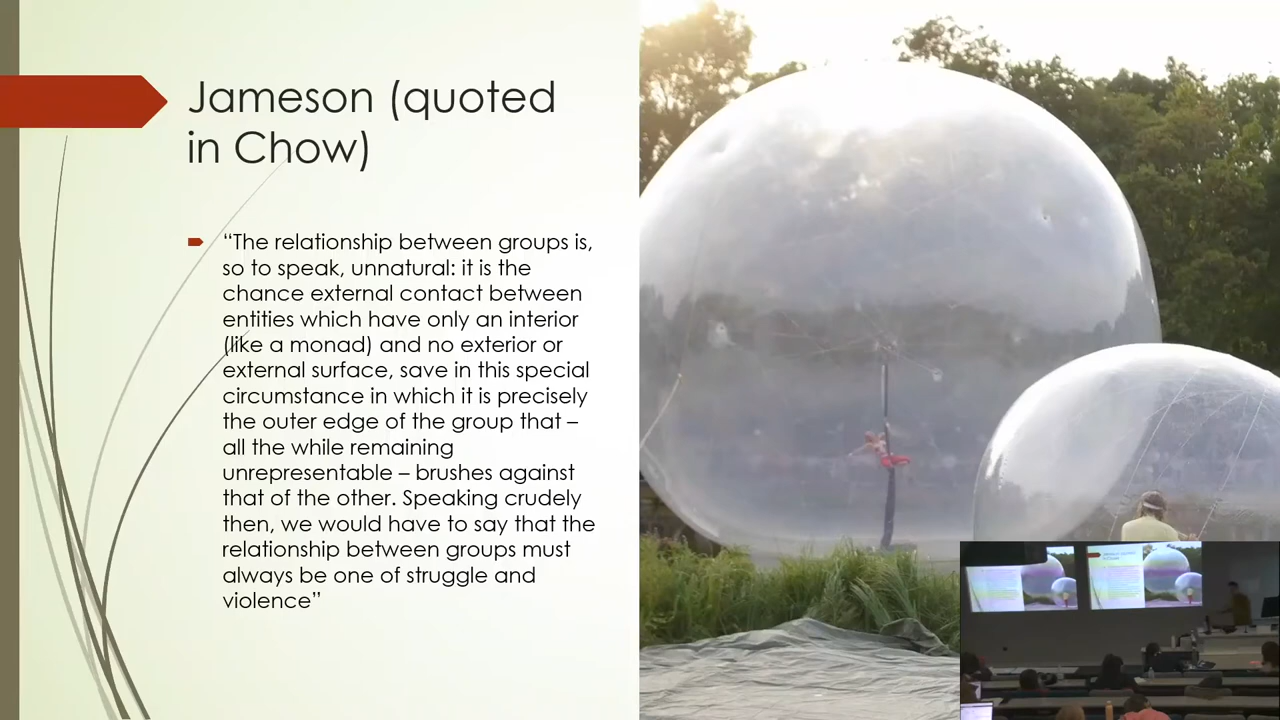 Jameson (quoted
in Chow)
“The relationship between groups is,
so to speak, unnatural: it is the
chance external contact between
entities which have only an interior
(like a monad) and no exterior or
external surface, save in this special
circumstance in which it is precisely
the outer edge of the group that –
all the while remaining
unrepresentable – brushes against
that of the other. Speaking crudely
then, we would have to say that the
relationship between groups must
always be one of struggle and
violence”